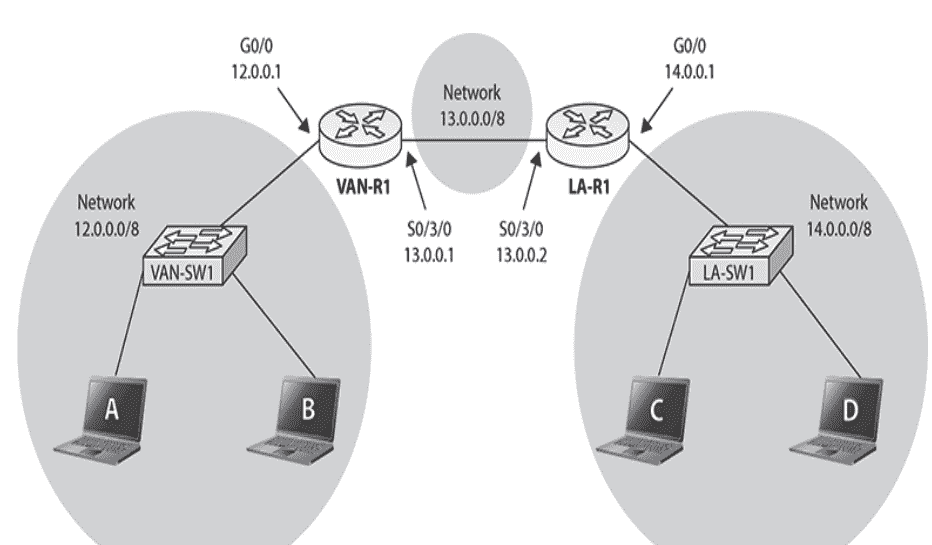 G0/0
12.0.0.1
Network
13.0.0.0/8
G0/0
14.0.0.1
VAN-R1
LA-R1
Network
12.0.0.0/8
S0/3/0
13.0.0.1
S0/3/0
13.0.0.2
Network
14.0.0.0/8
VAN-SW1
LA-SW1
A
B
C
D